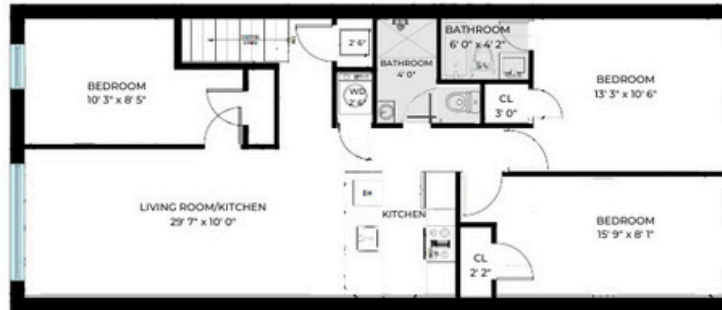 BEDROOM
10' 3" x 8' 5"
2' 6"
BATHROOM
4' 0"
BATHROOM
6' 0" x 4' 2"
WD
2' 6"
CL
3' 0"
BEDROOM
13' 3" x 10' 6"
LIVING ROOM/KITCHEN
29' 7" x 10' 0"
KITCHEN
CL
2' 2"
BEDROOM
15' 9" x 8' 1"